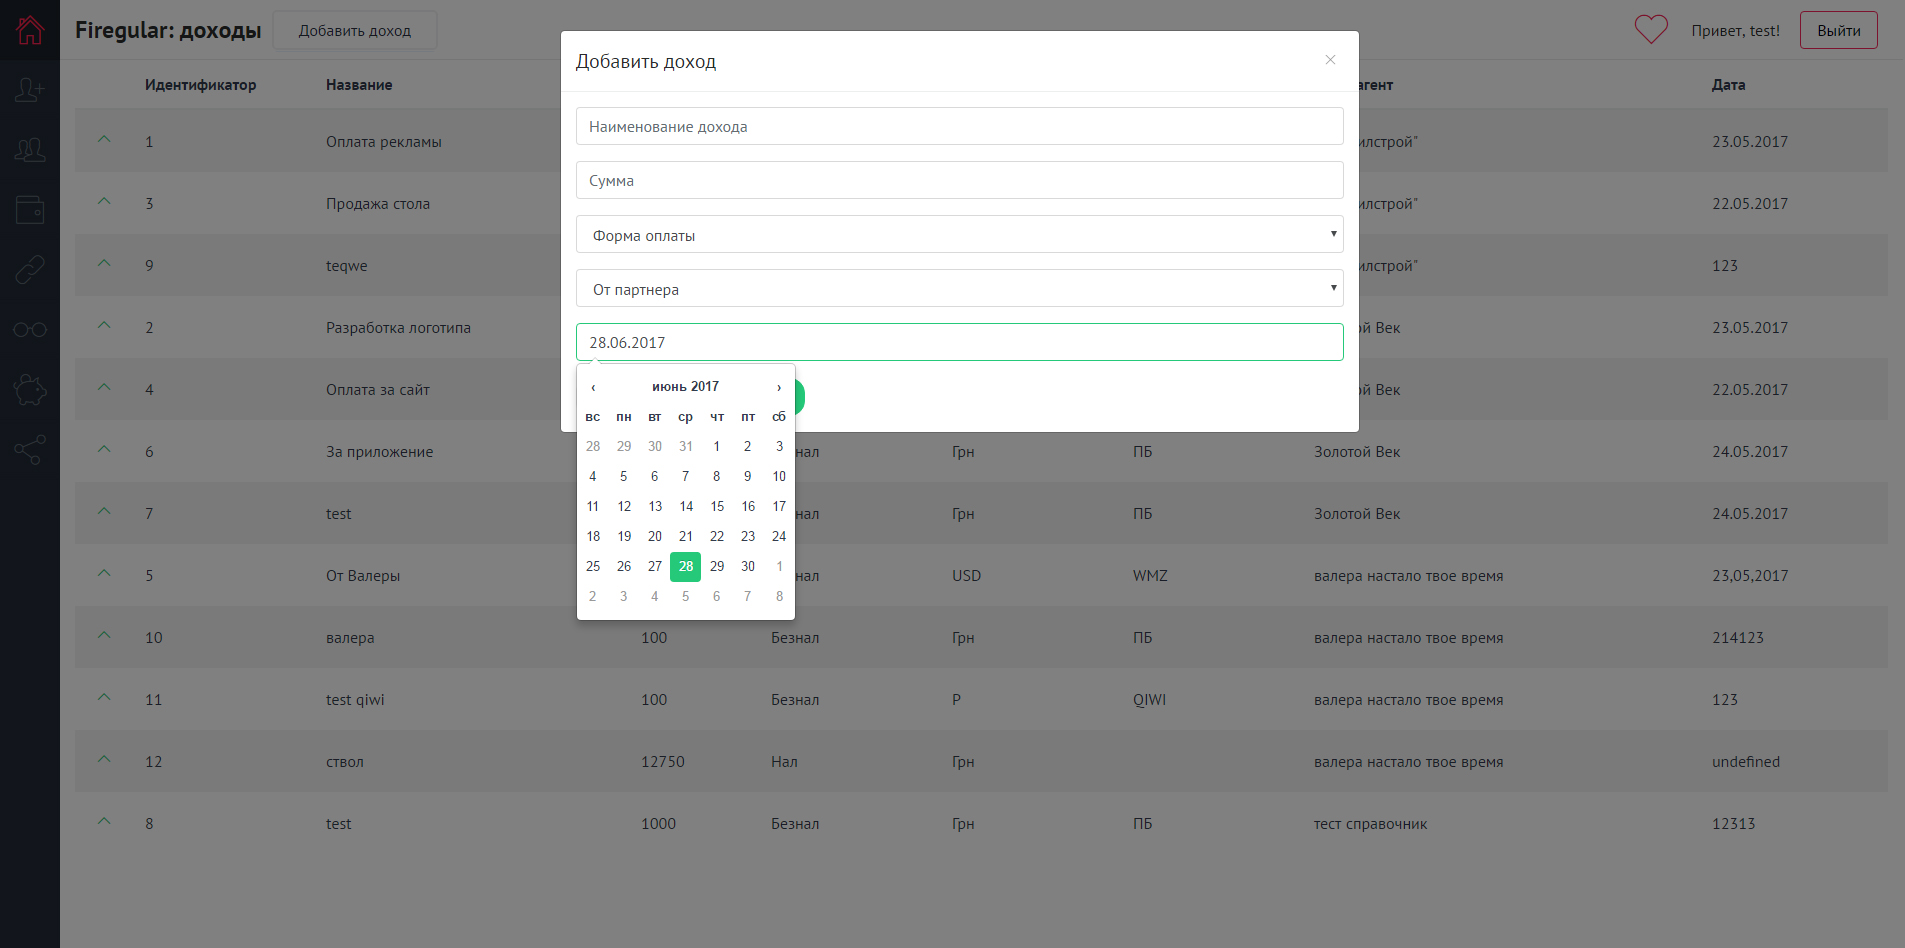 Firegular: доходы
Добавить доход
Привет, test!
Выйти
Добавить доход
×
Идентификатор Название агент Дата
Наименование дохода
1 Оплата рекламы илстрой" 23.05.2017
Сумма
3 Продажа стола илстрой" 22.05.2017
Форма оплаты
9 teqwe илстрой" 123
От партнера
2 Разработка логотипа й Век 23.05.2017
28.06.2017
4 Оплата за сайт й Век 22.05.2017
‹ июнь 2017 ›
вс пн вт ср чт пт сб
28 29 30 31 1 2 3
4 5 6 7 8 9 10
11 12 13 14 15 16 17
18 19 20 21 22 23 24
25 26 27 28 29 30 1
2 3 4 5 6 7 8
6 За приложение нал Грн ПБ Золотой Век 24.05.2017
7 test нал Грн ПБ Золотой Век 24.05.2017
5 От Валеры нал USD WMZ валера настало твое время 23,05,2017
10 валера 100 Безнал Грн ПБ валера настало твое время 214123
11 test qiwi 100 Безнал Р QIWI валера настало твое время 123
12 ствол 12750 Нал Грн валера настало твое время undefined
8 test 1000 Безнал Грн ПБ тест справочник 12313